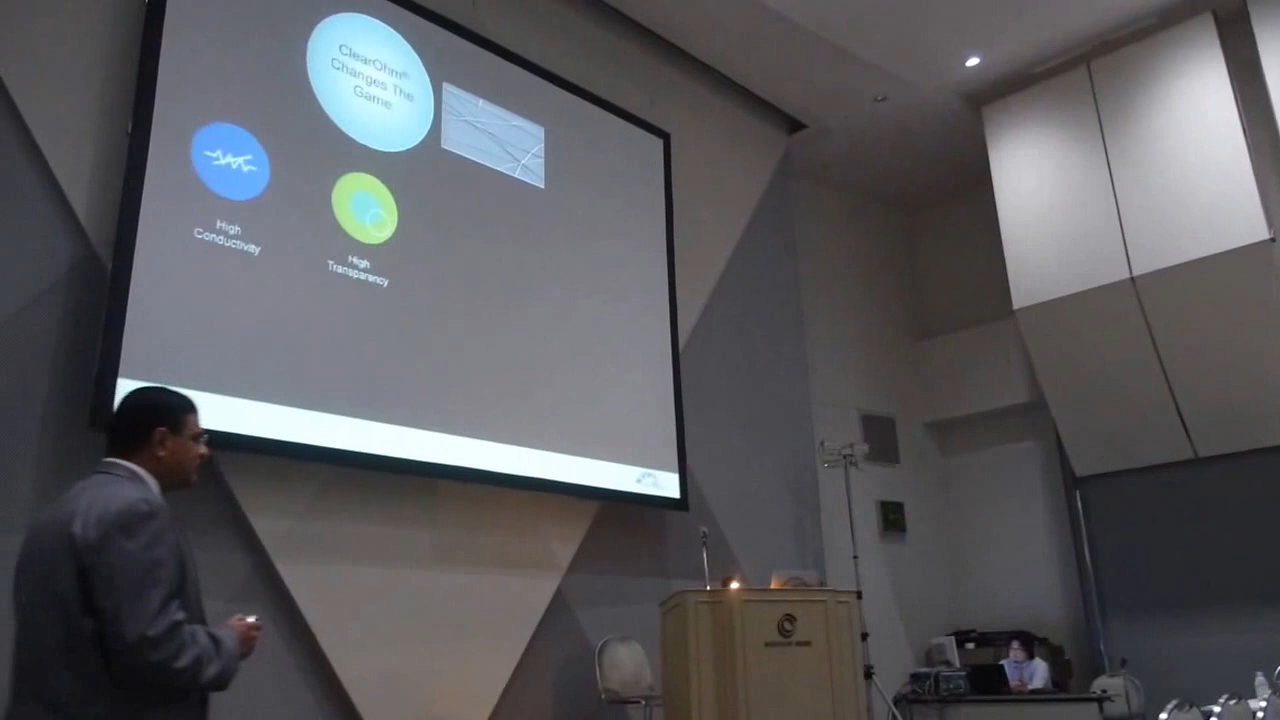 ClearOhm®
Changes The
Game
High
Conductivity
High
Transparency